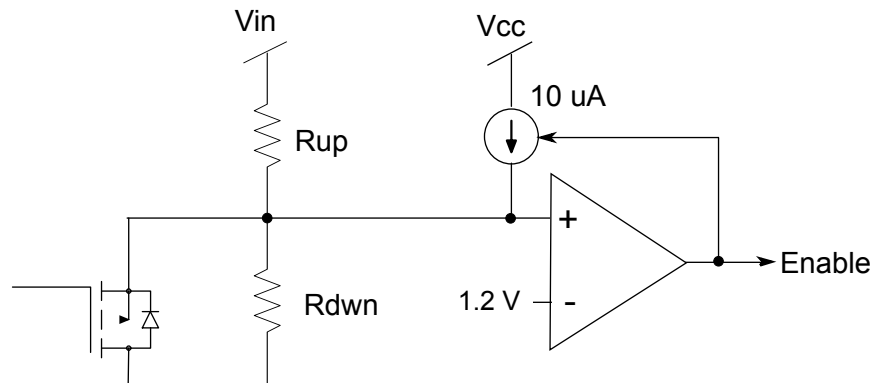 Vin
Vcc
10 uA
Rup
+
Enable
Rdwn
1.2 V
-